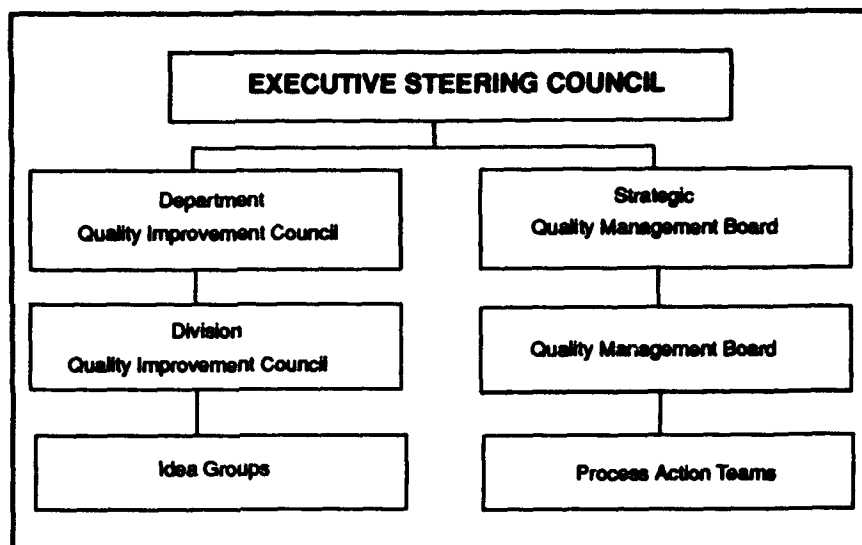 EXECUTIVE STEERING COUNCIL
Department
Quality Improvement Council
Strategic
Quality Management Board
Division
Quality Improvement Council
Quality Management Board
Idea Groups
Process Action Teams